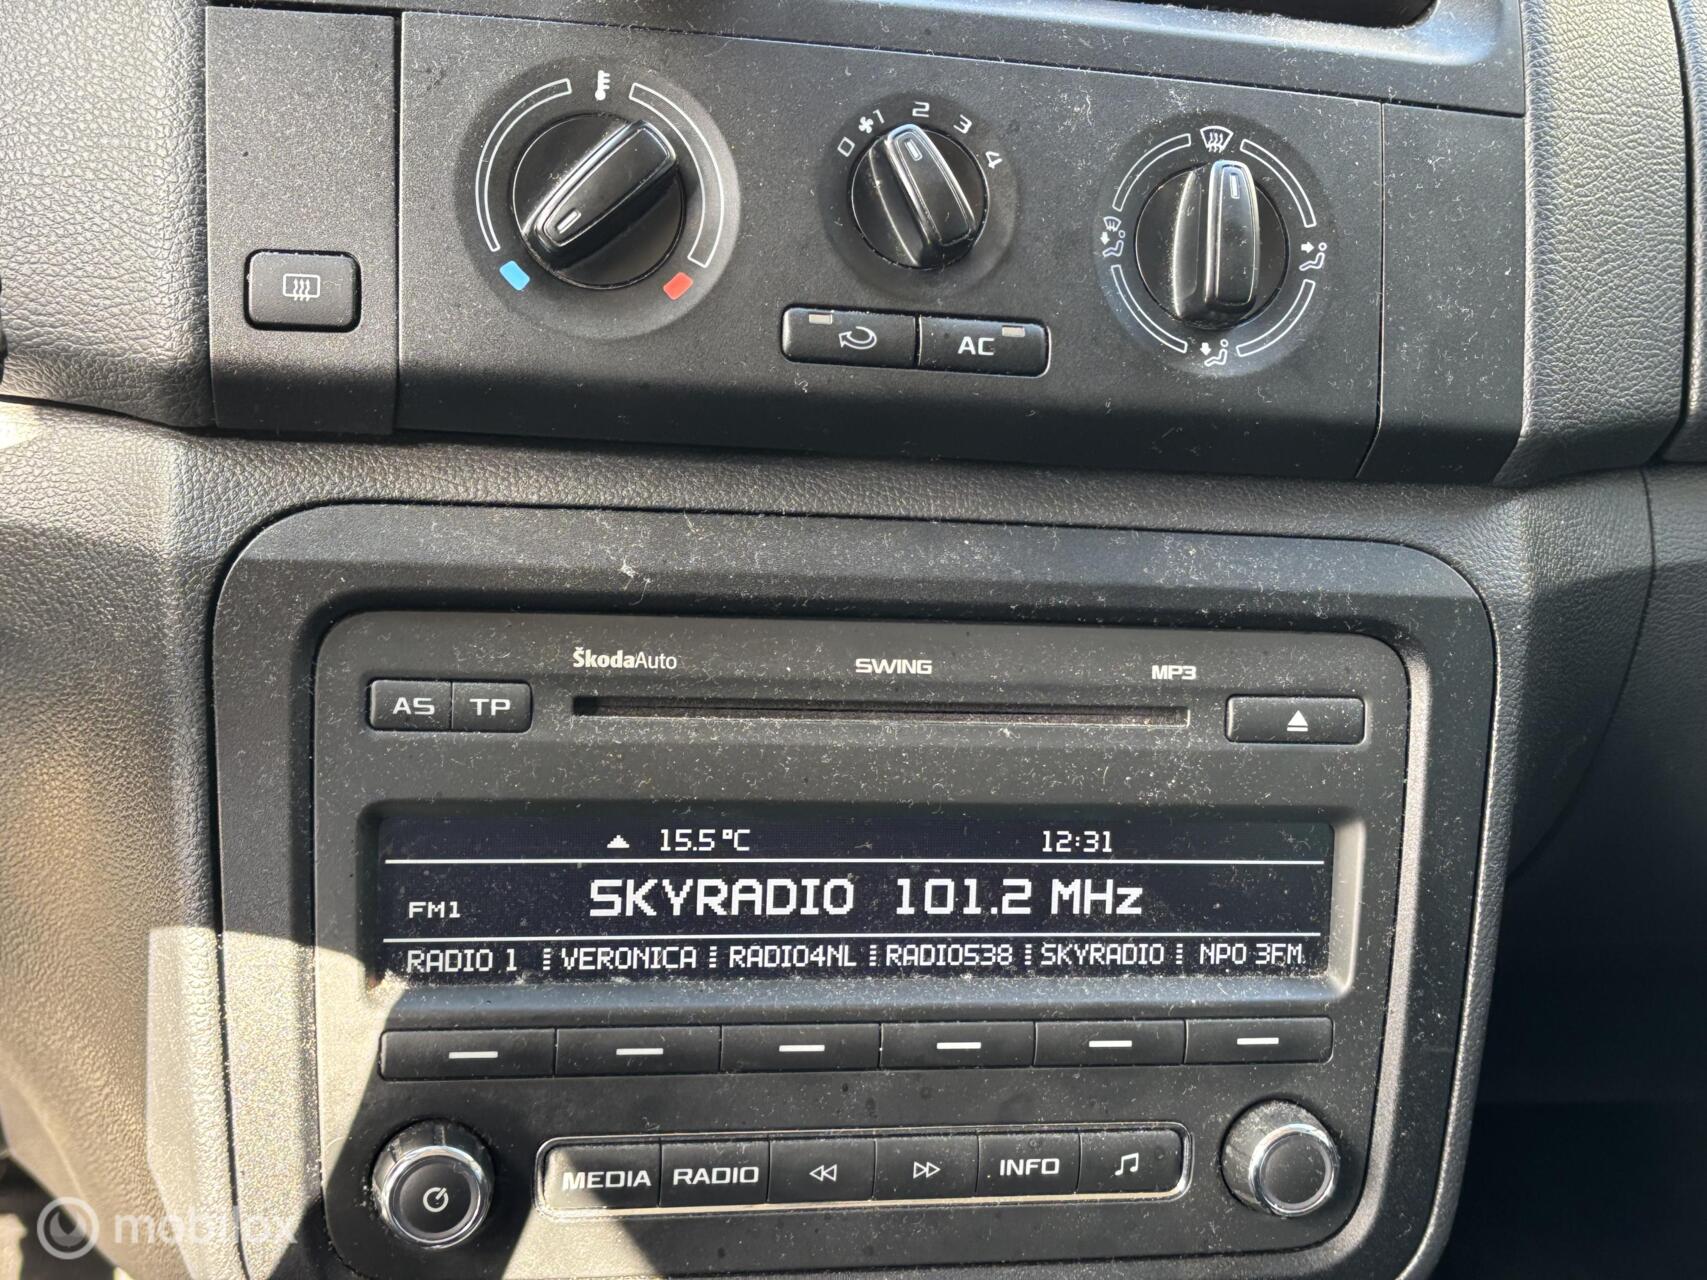 0 1 2 3 4
AC
ŠkodaAuto SWING MP3
AS TP
15.5°C 12:31
FM1 SKYRADIO 101.2 MHz
RADIO 1 VERONICA RADIO4NL RADIO538 SKYRADIO NPO 3FM
MEDIA RADIO INFO
mobilox